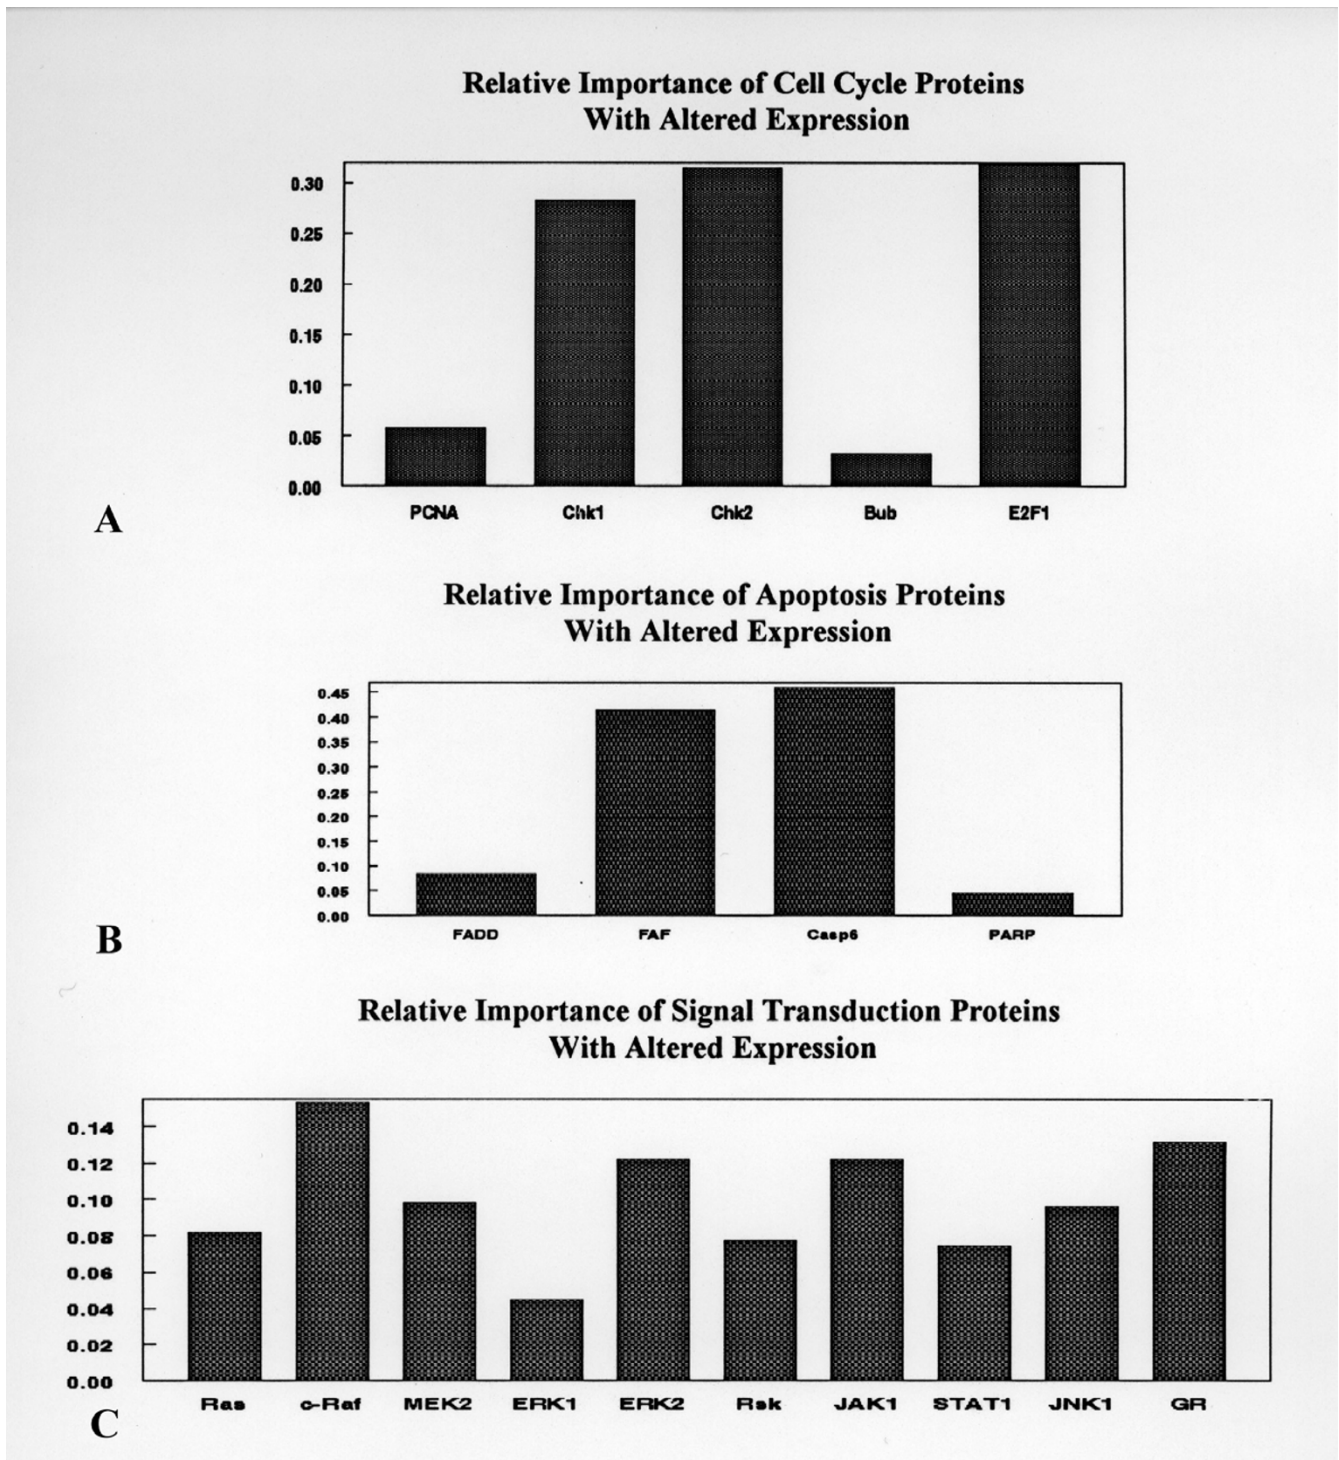 Relative Importance of Cell Cycle Proteins
With Altered Expression
0.30
0.25
0.20
0.15
0.10
0.05
0.00
PCNA Chk1 Chk2 Bub E2F1
A
Relative Importance of Apoptosis Proteins
With Altered Expression
0.45
0.40
0.35
0.30
0.25
0.20
0.15
0.10
0.05
0.00
FADD FAF Casp6 PARP
B
Relative Importance of Signal Transduction Proteins
With Altered Expression
0.14
0.12
0.10
0.08
0.06
0.04
0.02
0.00
Ras c-Raf MEK2 ERK1 ERK2 Rsk JAK1 STAT1 JNK1 GR
C